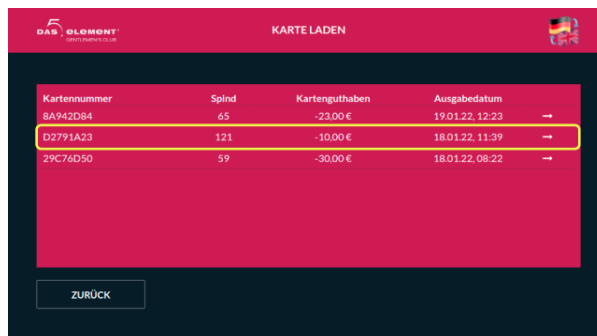 DAS 5 ELEMENT
GENTLEMEN'S CLUB
KARTE LADEN
Kartennummer Spind Kartenguthaben Ausgabedatum
8A942D84 65 -23,00 € 19.01.22, 12:23 →
D2791A23 121 -10,00 € 18.01.22, 11:39 →
29C76D50 59 -30,00 € 18.01.22, 08:22 →
ZURÜCK